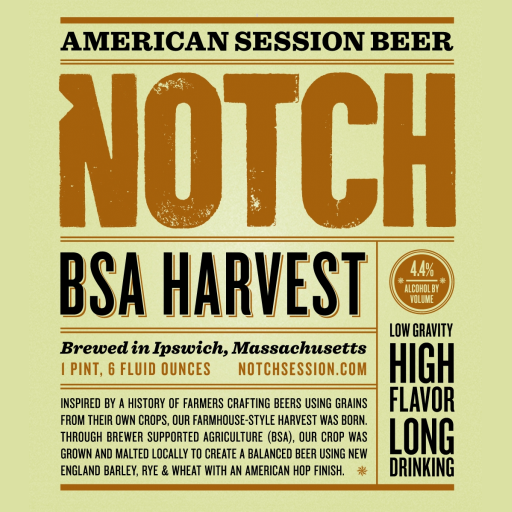 AMERICAN SESSION BEER
NOTCH
BSA HARVEST
4.4%
ALCOHOL BY
VOLUME
Brewed in Ipswich, Massachusetts
1 PINT, 6 FLUID OUNCES NOTCHSESSION.COM
INSPIRED BY A HISTORY OF FARMERS CRAFTING BEERS USING GRAINS
FROM THEIR OWN CROPS, OUR FARMHOUSE-STYLE HARVEST WAS BORN.
THROUGH BREWER SUPPORTED AGRICULTURE (BSA), OUR CROP WAS
GROWN AND MALTED LOCALLY TO CREATE A BALANCED BEER USING NEW
ENGLAND BARLEY, RYE & WHEAT WITH AN AMERICAN HOP FINISH.
LOW GRAVITY
HIGH
FLAVOR
LONG
DRINKING